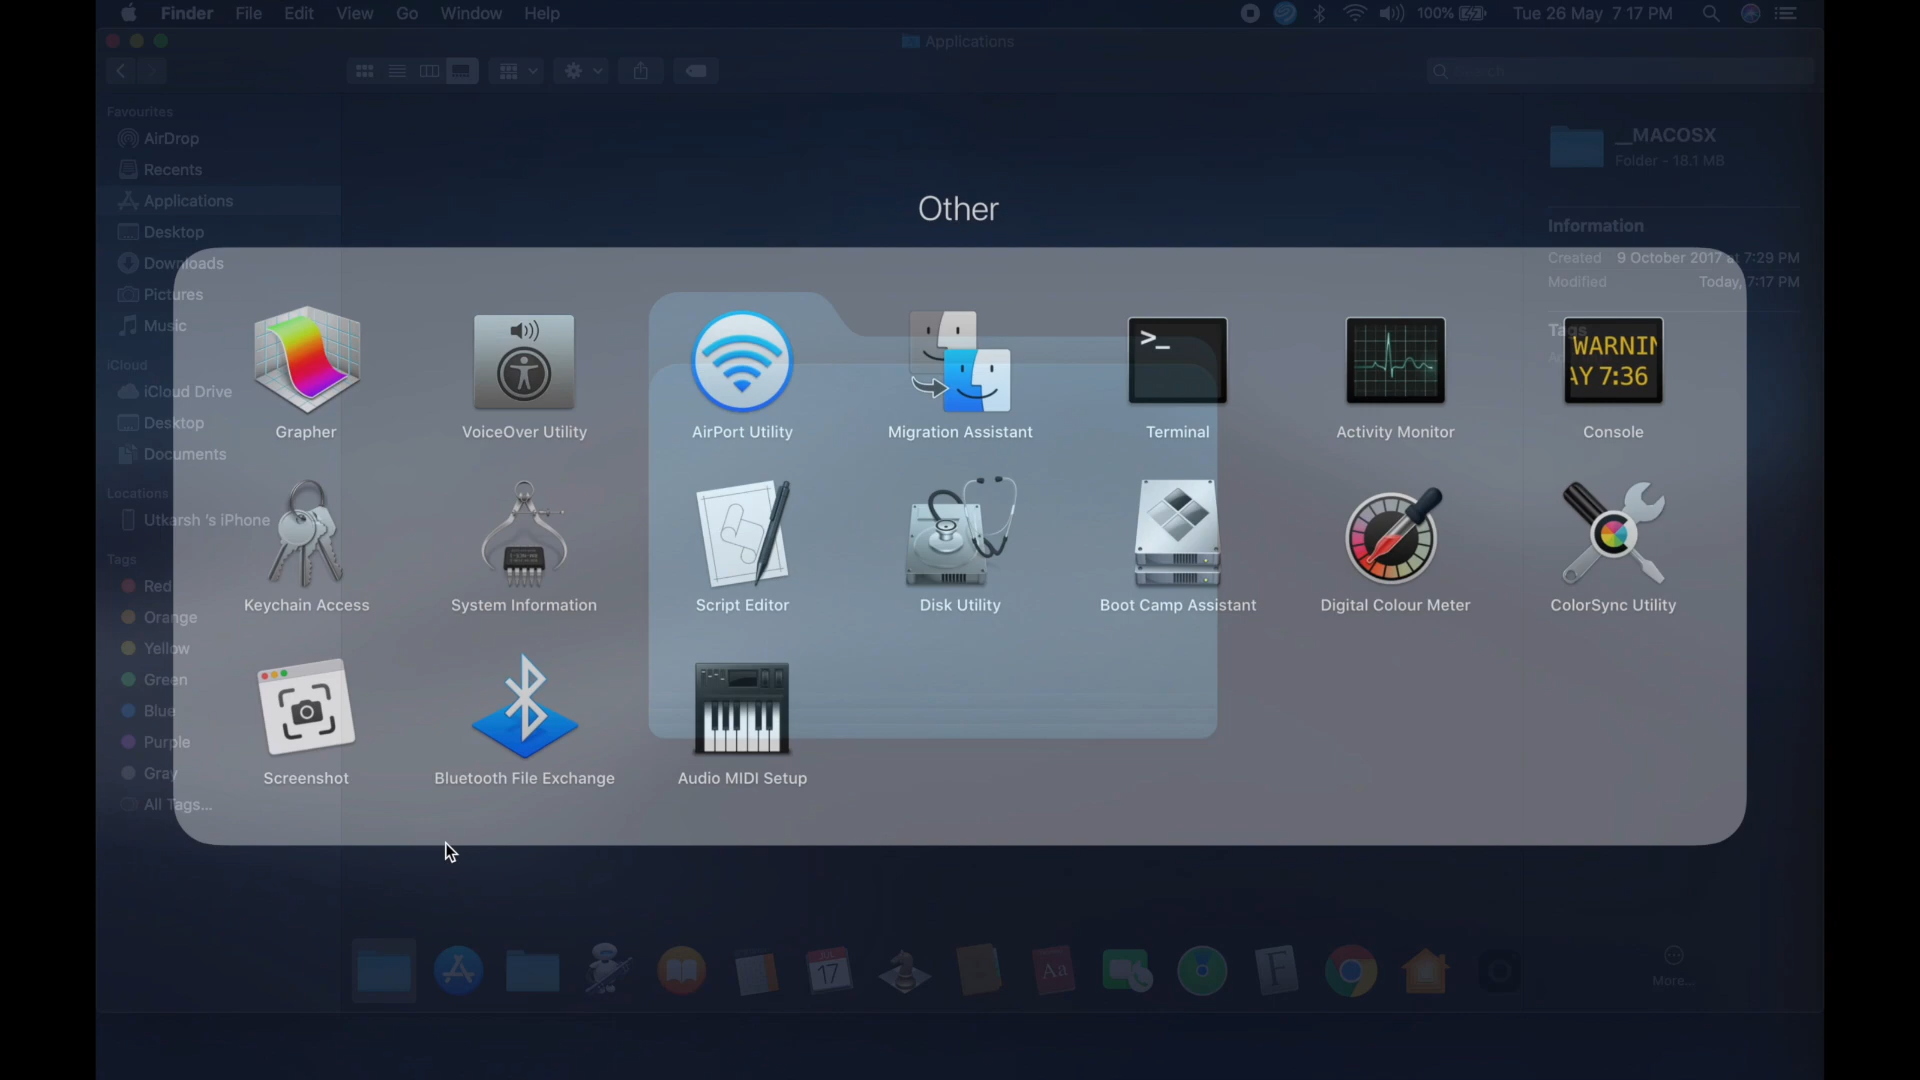 Finder File Edit View Go Window Help
100% Tue 26 May 7:17 PM
Applications
Search
Favourites
AirDrop
Recents
Applications
Desktop
Downloads
Pictures
Music
iCloud
iCloud Drive
Desktop
Documents
Locations
Utkarsh 's iPhone
Tags
Red
Orange
Yellow
Green
Blue
Purple
Gray
All Tags...
__MACOSX
Folder - 18.1 MB
Information
Created 9 October 2017 at 7:29 PM
Modified Today, 7:17 PM
Tags
Other
>_
WARNIN
AY 7:36
Grapher
VoiceOver Utility
AirPort Utility
Migration Assistant
Terminal
Activity Monitor
Console
Keychain Access
System Information
Script Editor
Disk Utility
Boot Camp Assistant
Digital Colour Meter
ColorSync Utility
Screenshot
Bluetooth File Exchange
Audio MIDI Setup
17
Aa
F
More...